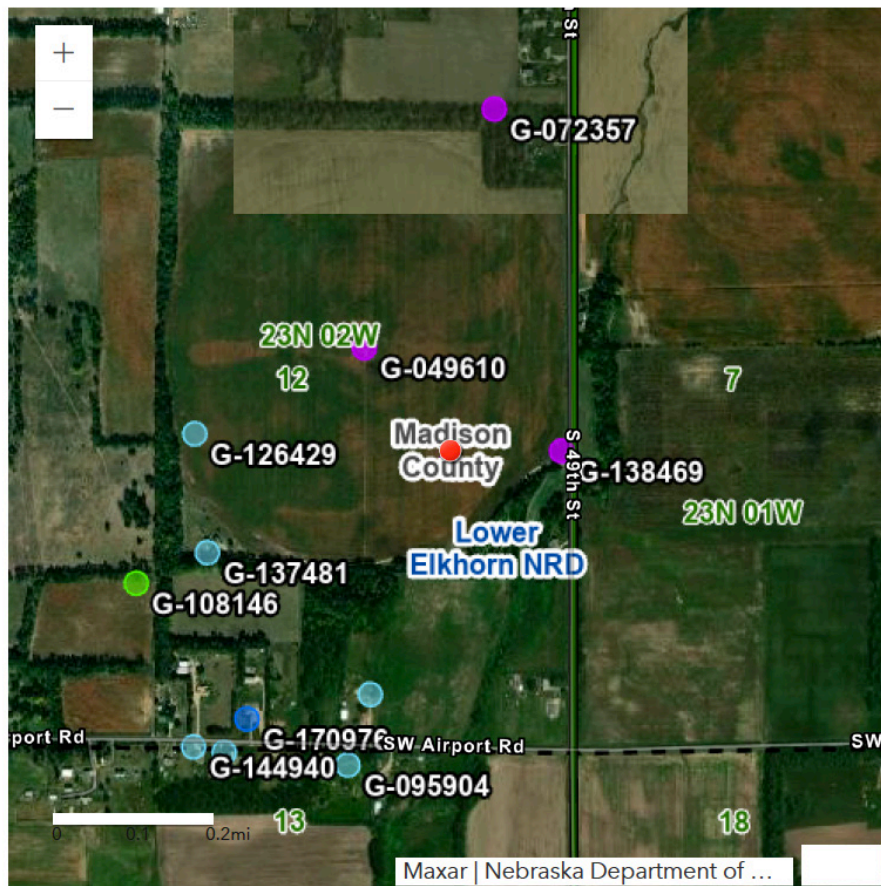 +
−
St
G-072357
23N 02W
12
G-049610
7
G-126429
Madison
County
S 49th St
G-138469
23N 01W
Lower
Elkhorn NRD
G-137481
G-108146
G-170976
SW Airport Rd
port Rd
SW
G-144940
G-095904
0 0.1 0.2mi
13
18
Maxar | Nebraska Department of ...